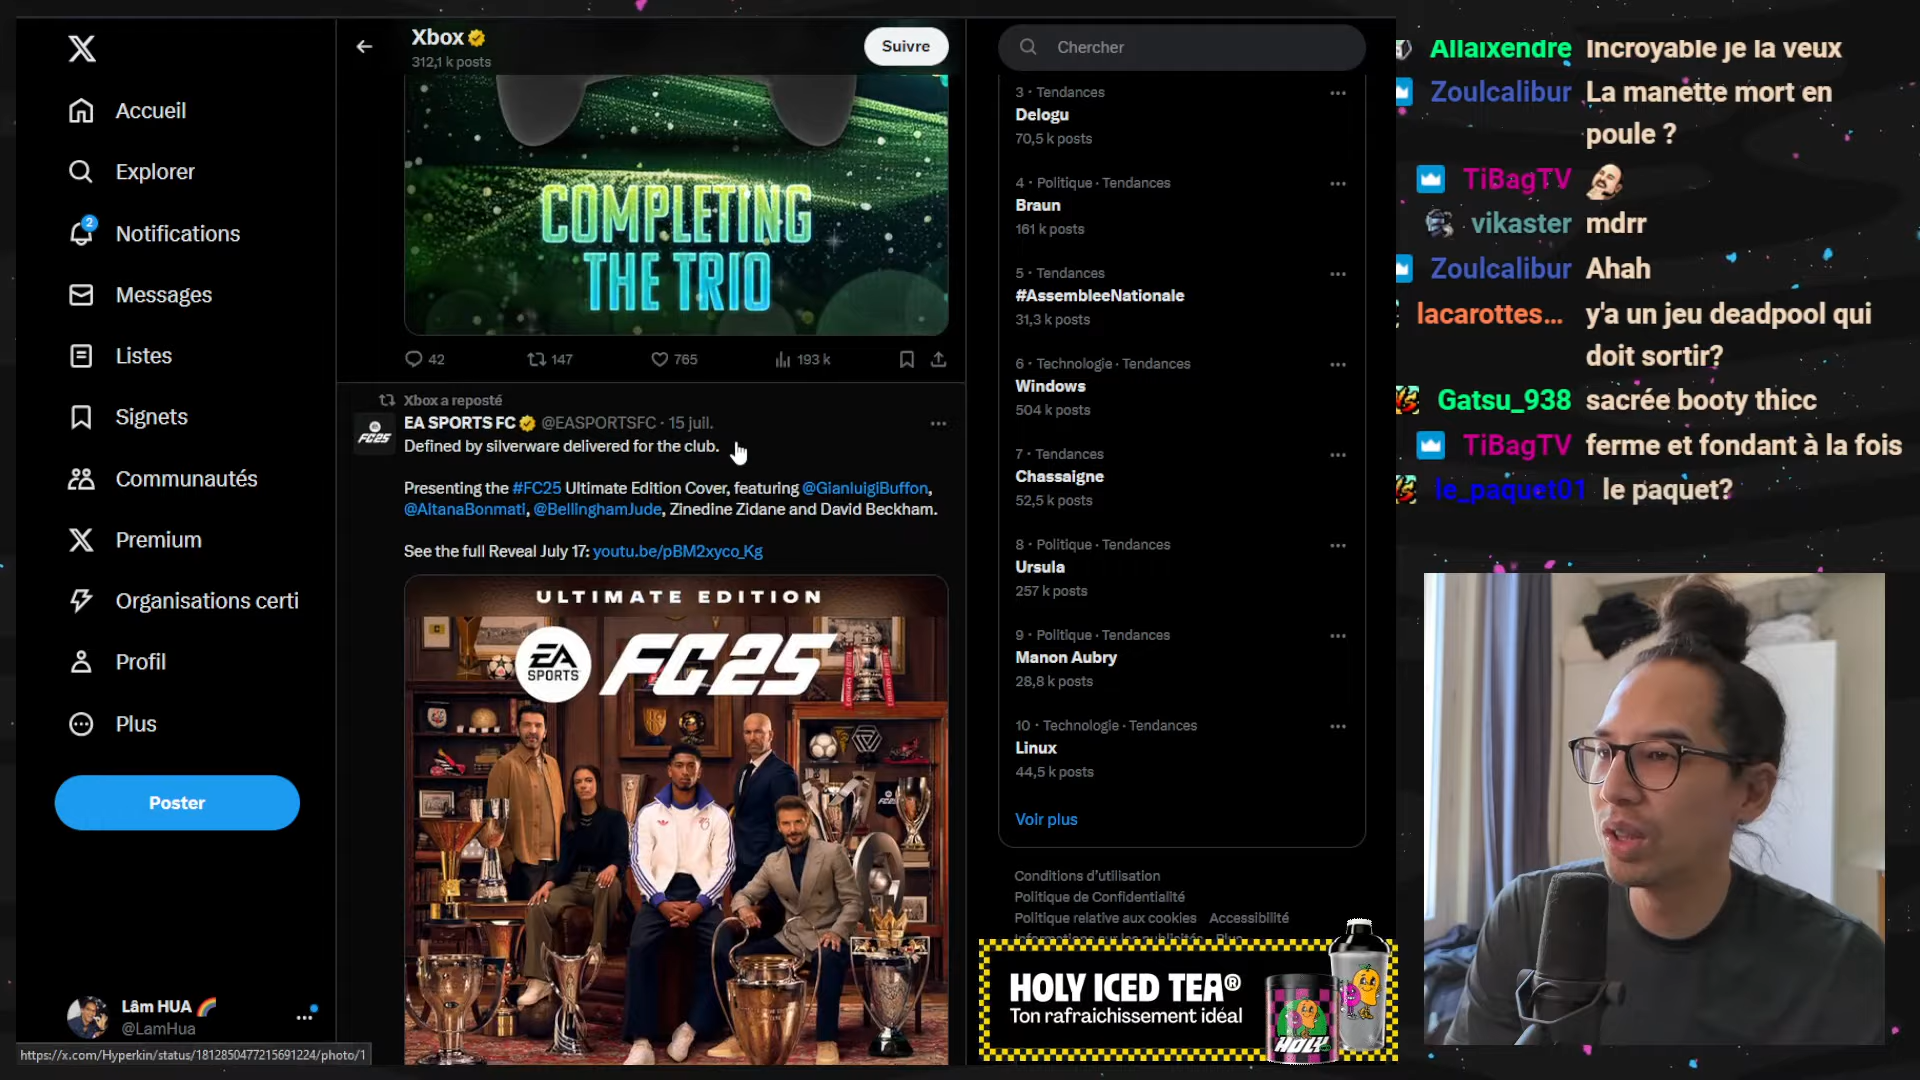 Accueil
Explorer
2
Notifications
Messages
Listes
Signets
Communautés
Premium
Organisations certi
Profil
Plus
Poster
Lâm HUA
@LamHua
https://x.com/Hyperkin/status/1812850477215691224/photo/1
Xbox
312,1 k posts
Suivre
COMPLETING
THE TRIO
42
147
765
193 k
Xbox a reposté
EA SPORTS FC @EASPORTSFC · 15 juil.
Defined by silverware delivered for the club.
Presenting the #FC25 Ultimate Edition Cover, featuring @GianluigiBuffon,
@AitanaBonmati, @BellinghamJude, Zinedine Zidane and David Beckham.
See the full Reveal July 17: youtu.be/pBM2xyco_Kg
ULTIMATE EDITION
EA
SPORTS
FC25
Chercher
3 · Tendances
Delogu
70,5 k posts
4 · Politique · Tendances
Braun
161 k posts
5 · Tendances
#AssembleeNationale
31,3 k posts
6 · Technologie · Tendances
Windows
504 k posts
7 · Tendances
Chassaigne
52,5 k posts
8 · Politique · Tendances
Ursula
257 k posts
9 · Politique · Tendances
Manon Aubry
28,8 k posts
10 · Technologie · Tendances
Linux
44,5 k posts
Voir plus
Conditions d'utilisation
Politique de Confidentialité
Politique relative aux cookies Accessibilité
Informations sur les publicités Plus
HOLY ICED TEA®
Ton rafraichissement idéal
HOLY
Allaixendre Incroyable je la veux
Zoulcalibur La manette mort en
poule ?
TiBagTV
vikaster mdrr
Zoulcalibur Ahah
lacarottes… y'a un jeu deadpool qui
doit sortir?
Gatsu_938 sacrée booty thicc
TiBagTV ferme et fondant à la fois
le_paquet01 le paquet?